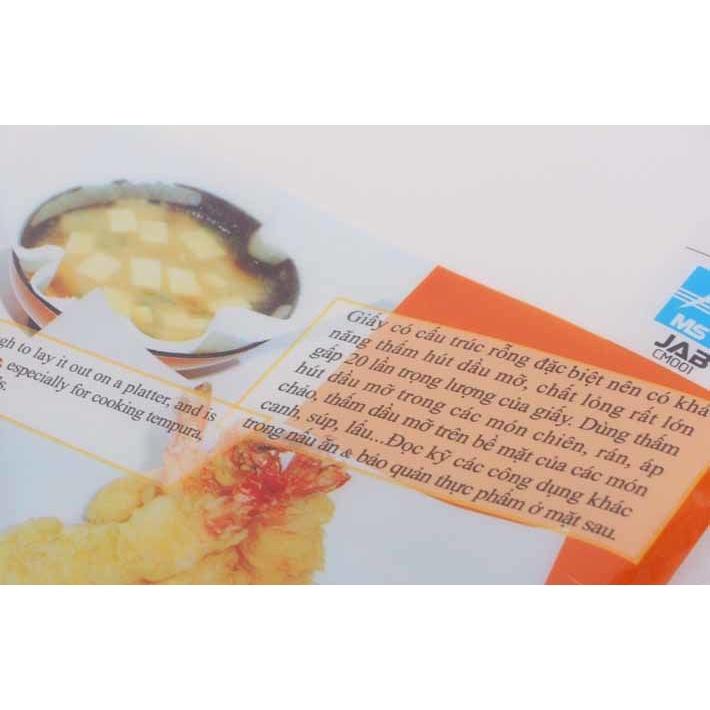 gh to lay it out on a platter, and is
especially for cooking tempura,
Giấy có cấu trúc rỗng đặc biệt nên có khả
năng thấm hút dầu mỡ, chất lỏng rất lớn
gấp 20 lần trọng lượng của giấy. Dùng thấm
hút dầu mỡ trong các món chiên, rán, áp
chảo, thấm dầu mỡ trên bề mặt của các món
canh, súp, lẩu...Đọc kỹ các công dụng khác
trong nấu ăn & bảo quản thực phẩm ở mặt sau.
MS
JAB
CM001